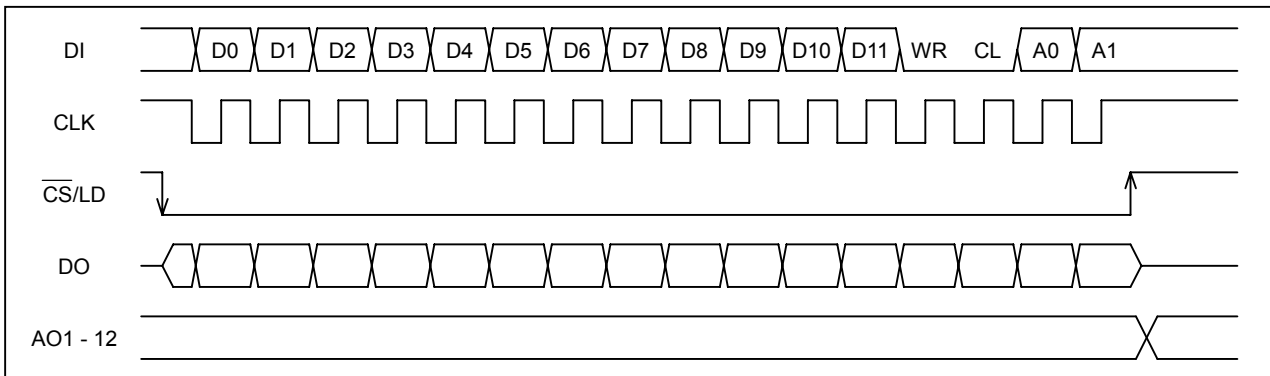 DI D0 D1 D2 D3 D4 D5 D6 D7 D8 D9 D10 D11 WR CL A0 A1
CLK
C̅S̅/LD
DO
AO1 - 12